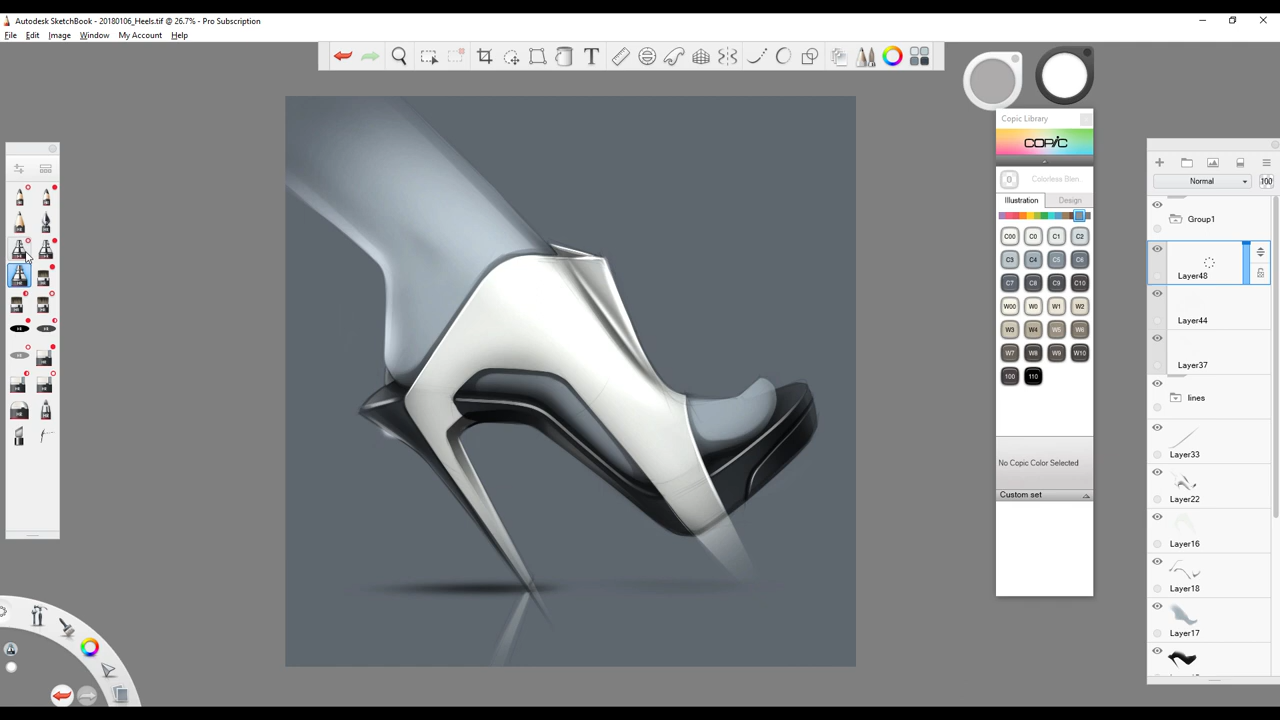 Autodesk SketchBook - 20180106_Heels.tif @ 26.7% - Pro Subscription
File Edit Image Window My Account Help
T
Copic Library
COPIC
0 Colorless Blen...
Illustration Design
C00 C0 C1 C2
C3 C4 C5 C6
C7 C8 C9 C10
W00 W0 W1 W2
W3 W4 W5 W6
W7 W8 W9 W10
100 110
No Copic Color Selected
Custom set
Normal 100
Group1
Layer48
Layer44
Layer37
lines
Layer33
Layer22
Layer16
Layer18
Layer17